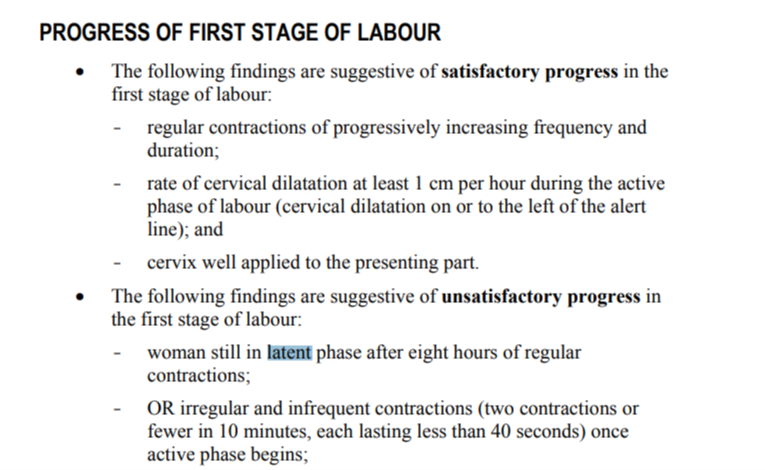 PROGRESS OF FIRST STAGE OF LABOUR
• The following findings are suggestive of satisfactory progress in the
first stage of labour:
- regular contractions of progressively increasing frequency and
duration;
- rate of cervical dilatation at least 1 cm per hour during the active
phase of labour (cervical dilatation on or to the left of the alert
line); and
- cervix well applied to the presenting part.
• The following findings are suggestive of unsatisfactory progress in
the first stage of labour:
- woman still in latent phase after eight hours of regular
contractions;
- OR irregular and infrequent contractions (two contractions or
fewer in 10 minutes, each lasting less than 40 seconds) once
active phase begins;